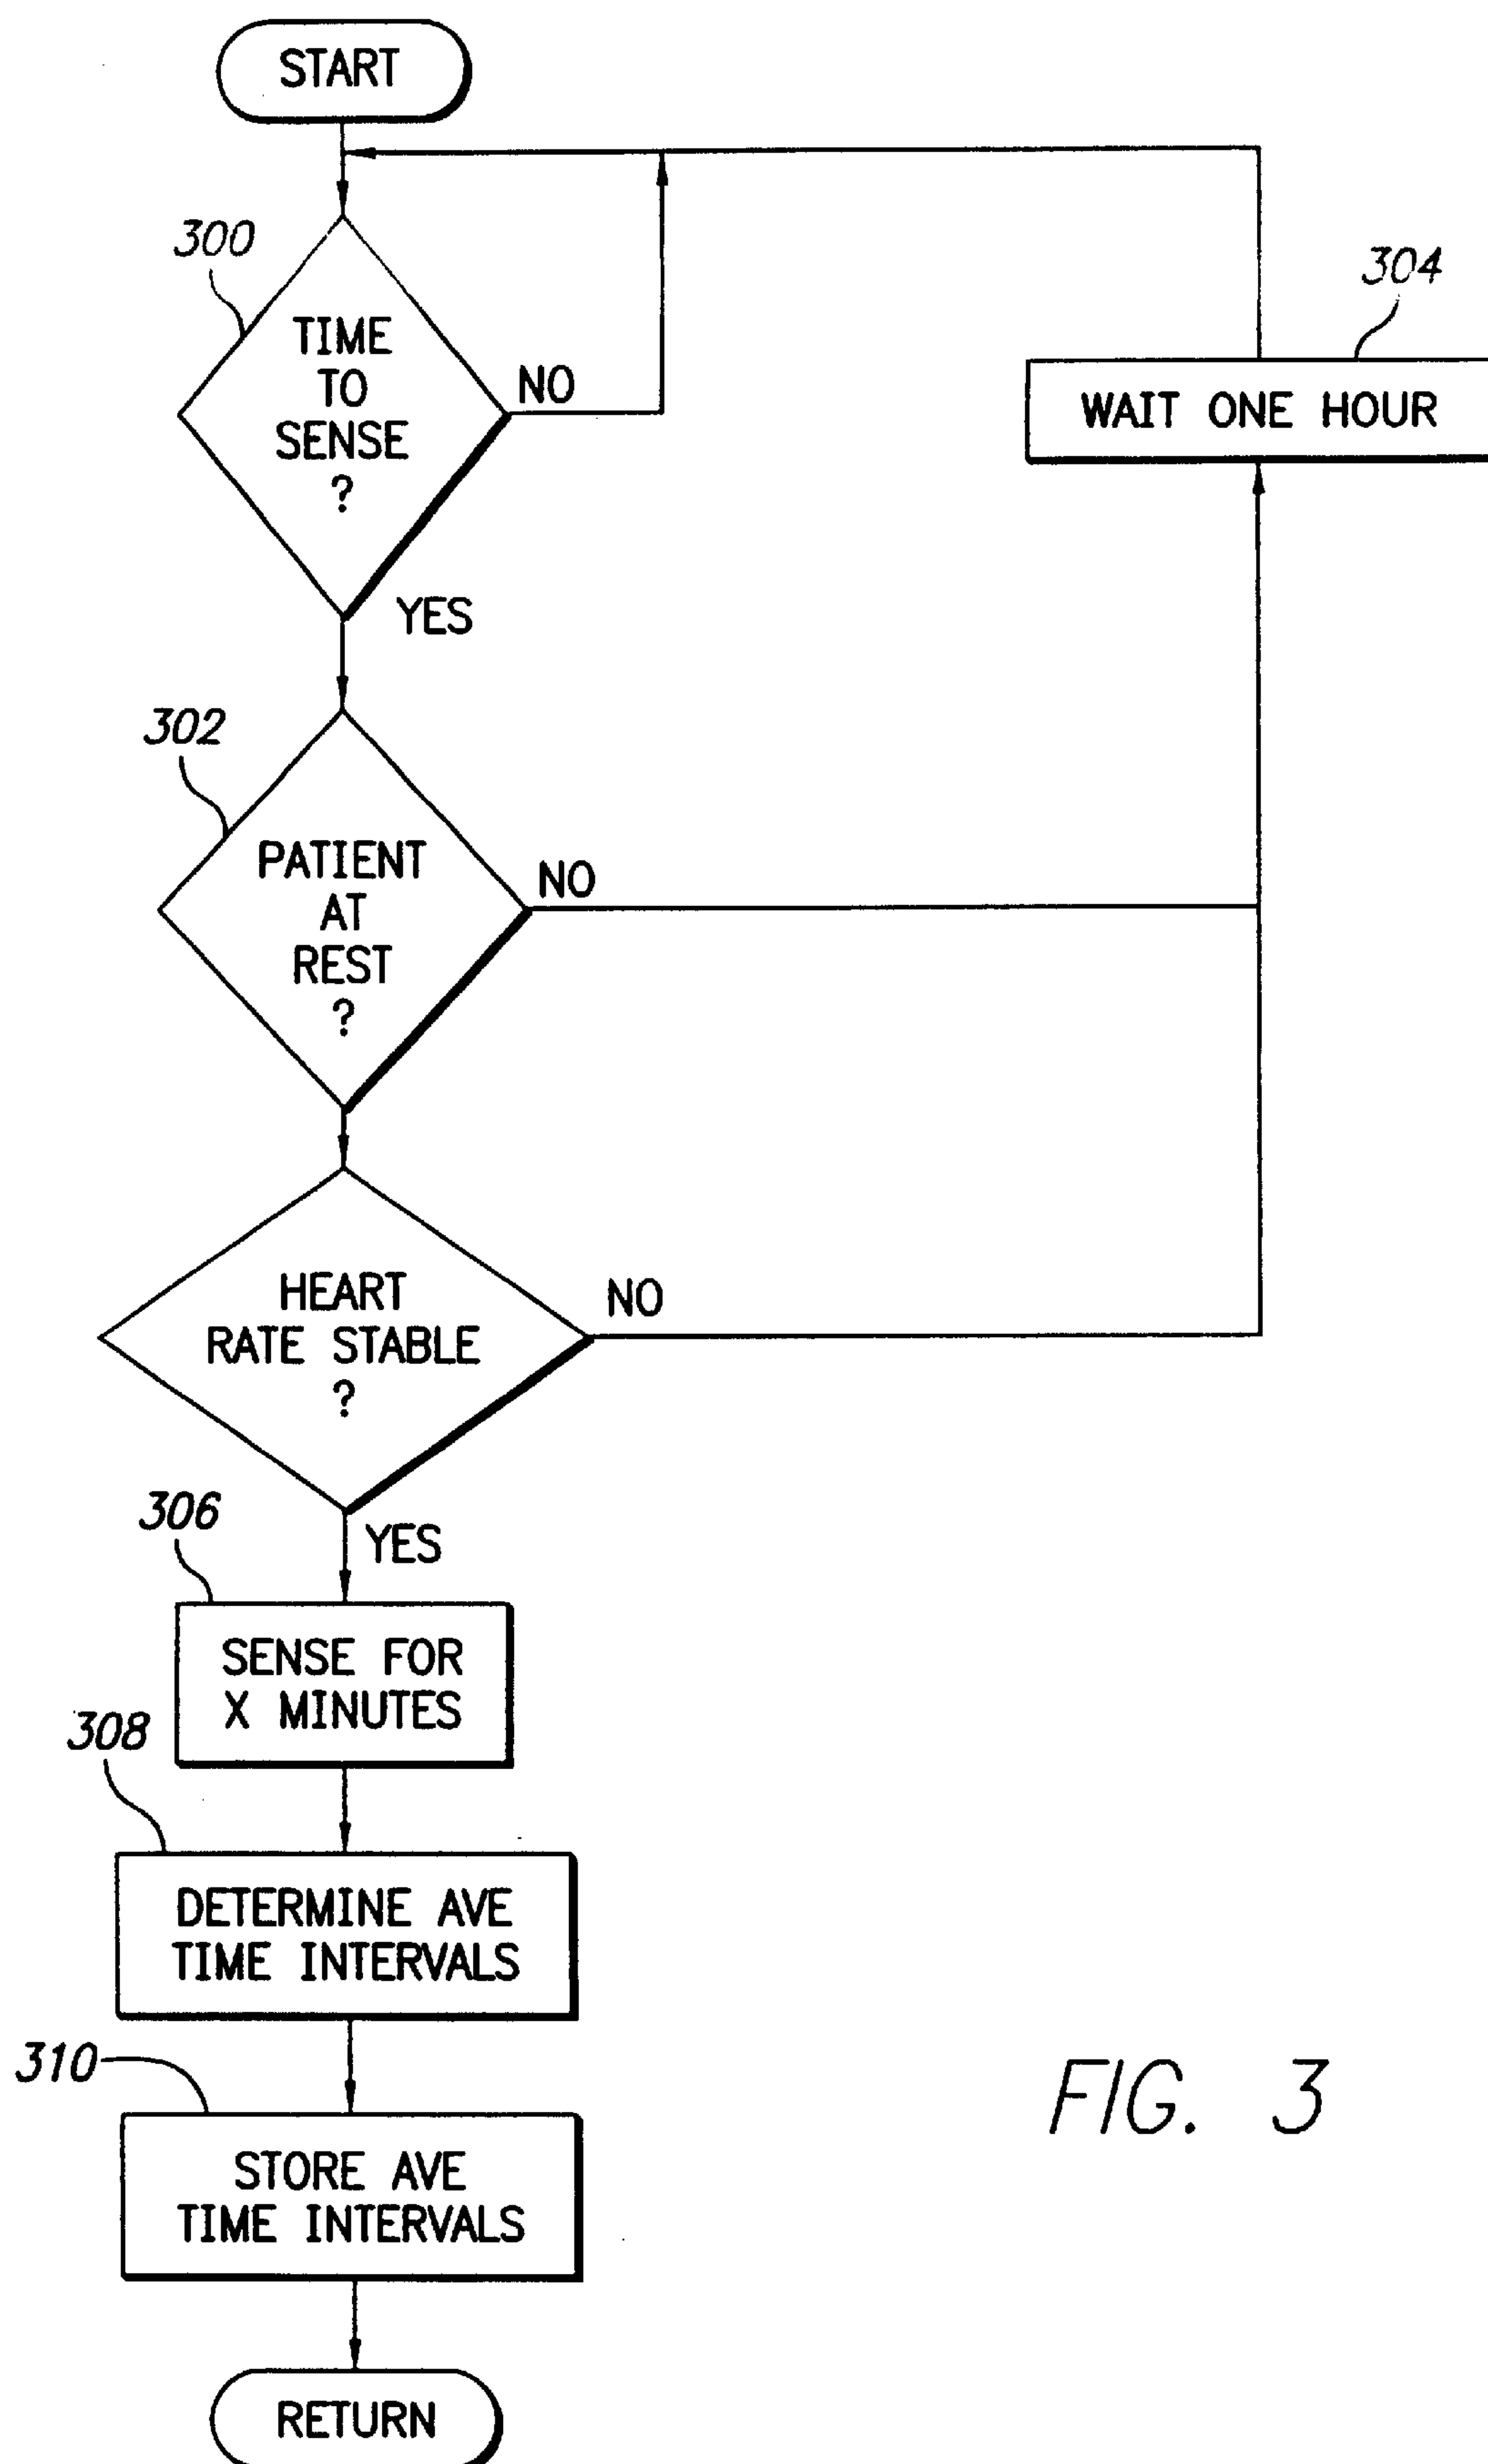 START
300
TIME
TO
SENSE
?
NO
YES
304
WAIT ONE HOUR
302
PATIENT
AT
REST
?
NO
HEART
RATE STABLE
?
NO
YES
306
SENSE FOR
X MINUTES
308
DETERMINE AVE
TIME INTERVALS
310
STORE AVE
TIME INTERVALS
RETURN
FIG. 3